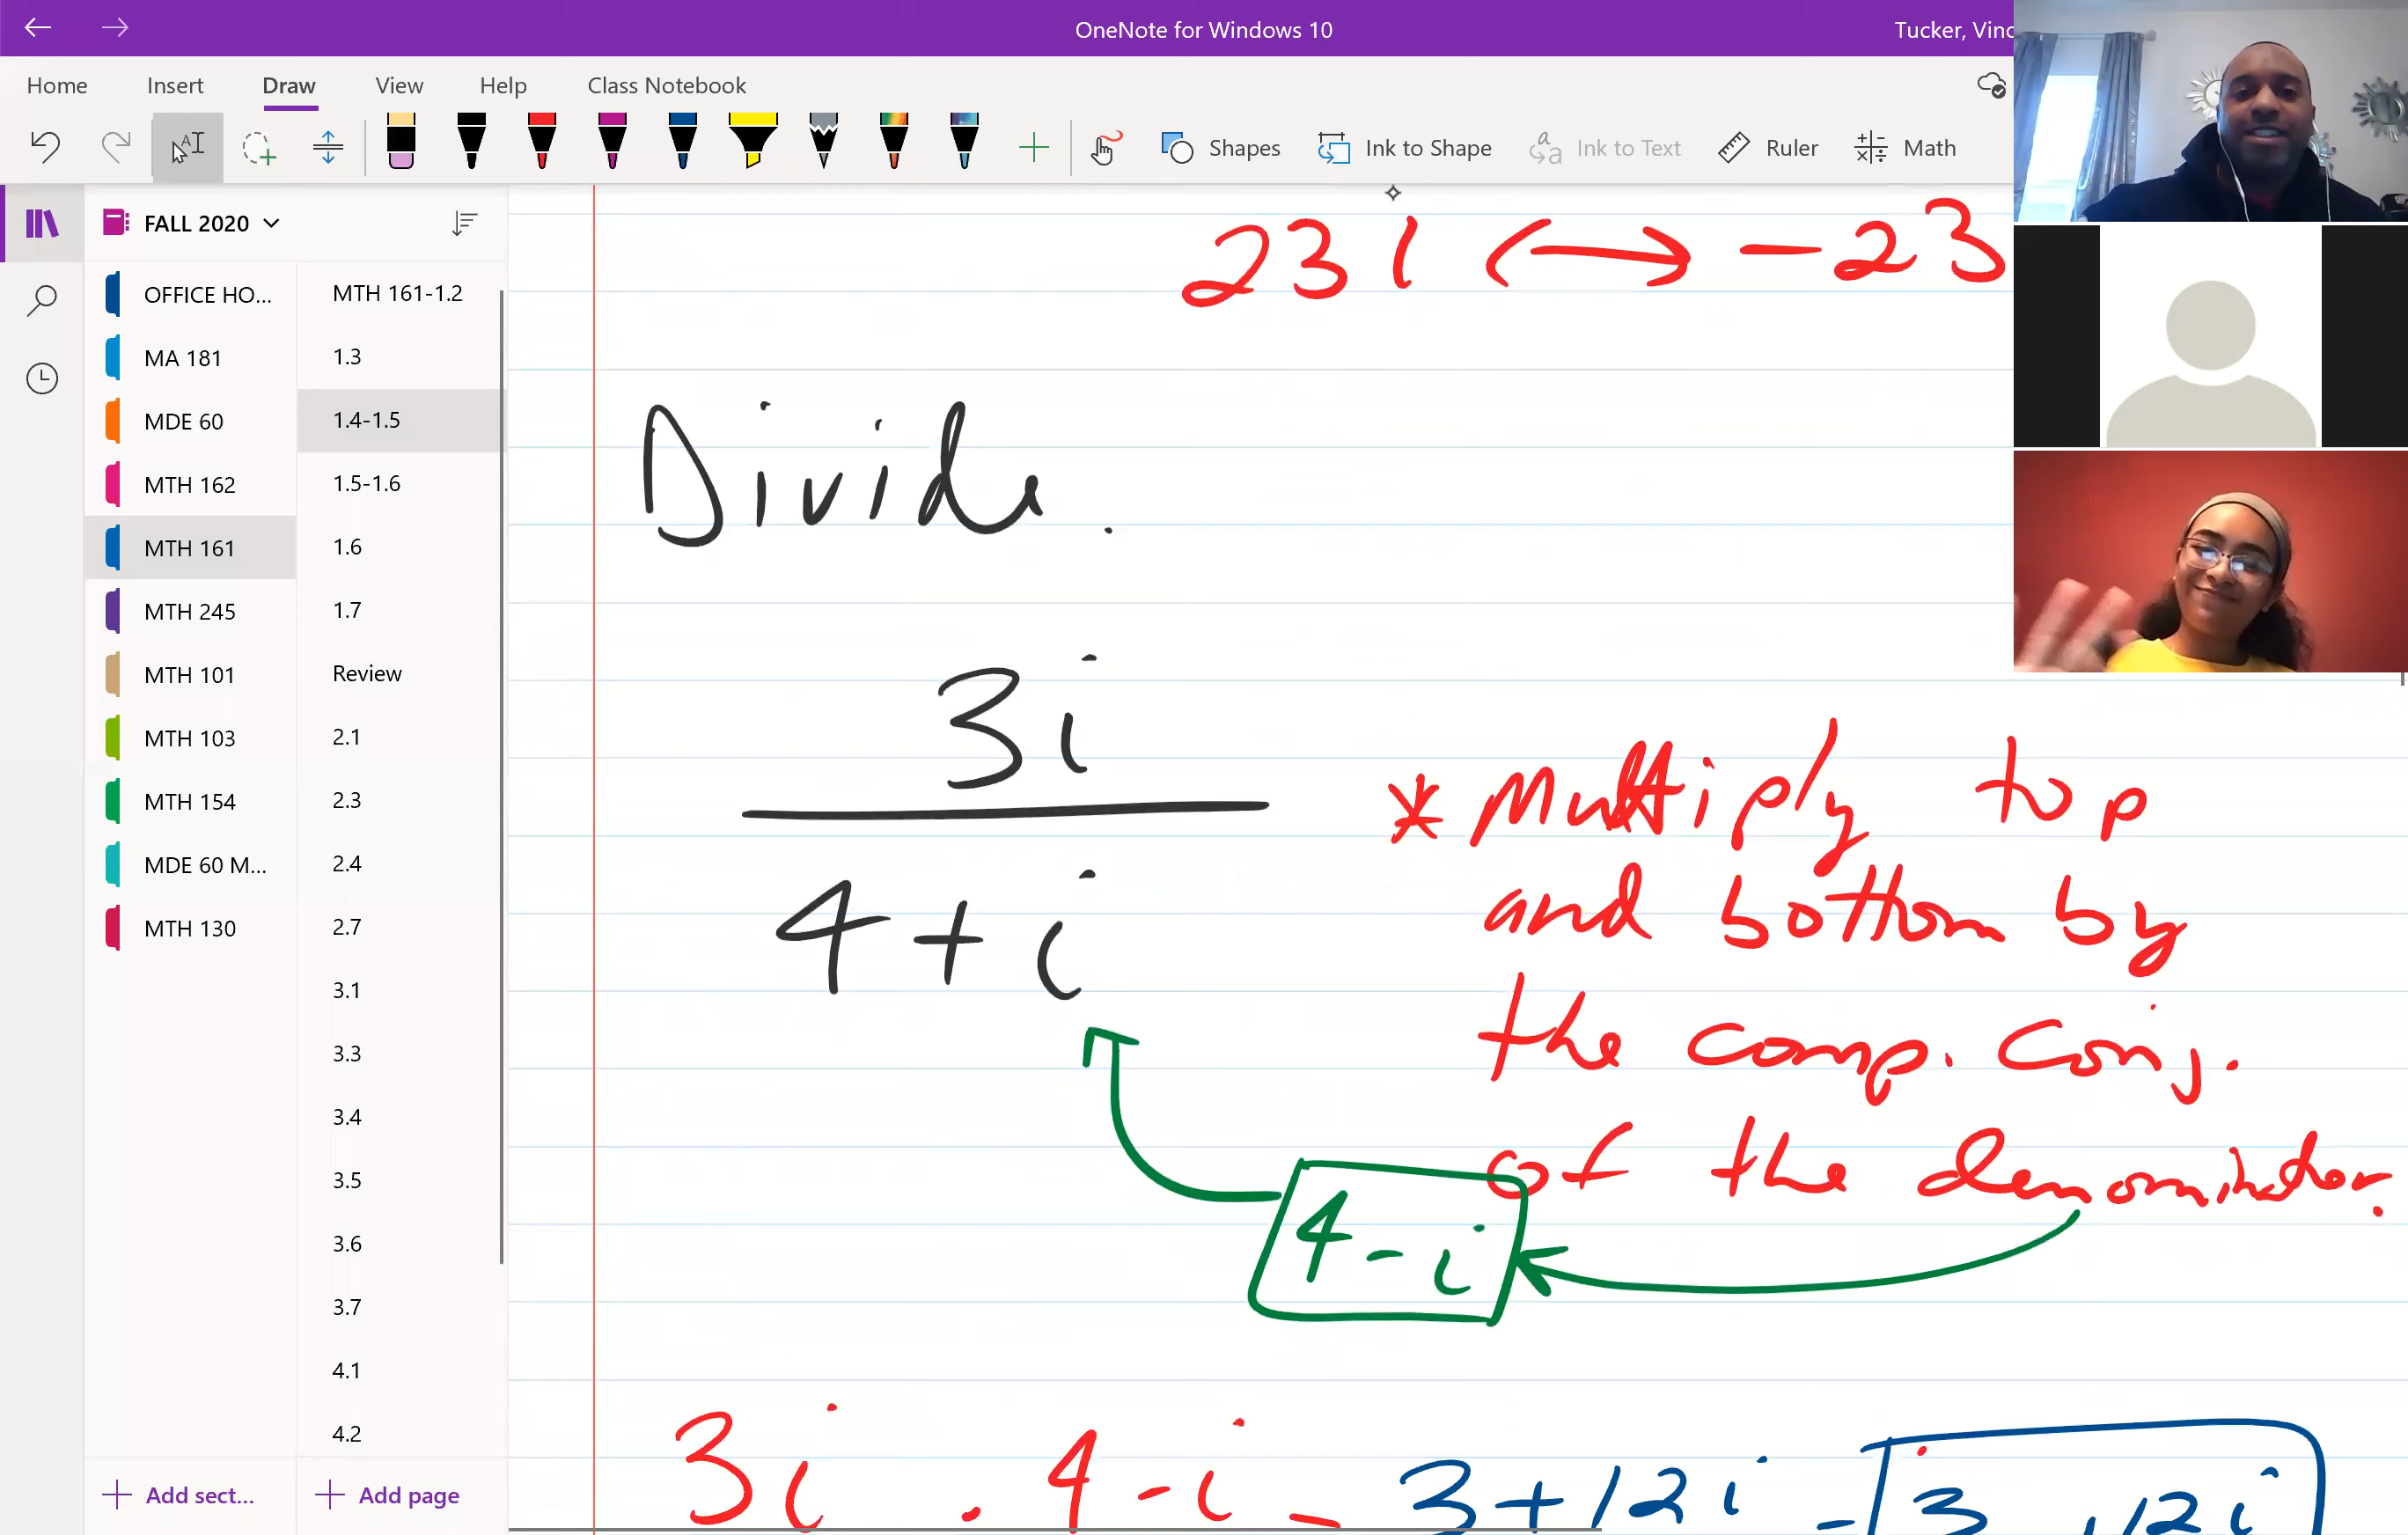 OneNote for Windows 10
Tucker, Vinc
Home Insert Draw View Help Class Notebook
Shapes Ink to Shape Ink to Text Ruler Math
FALL 2020
OFFICE HO...
MA 181
MDE 60
MTH 162
MTH 161
MTH 245
MTH 101
MTH 103
MTH 154
MDE 60 M...
MTH 130
Add sect...
MTH 161-1.2
1.3
1.4-1.5
1.5-1.6
1.6
1.7
Review
2.1
2.3
2.4
2.7
3.1
3.3
3.4
3.5
3.6
3.7
4.1
4.2
Add page
23i ⟷ -23
Divide.
3i
4+i
* Multiply top
and bottom by
the comp. conj.
of the denominator.
4-i
3i . 4-i = 3+12i = 3 12i